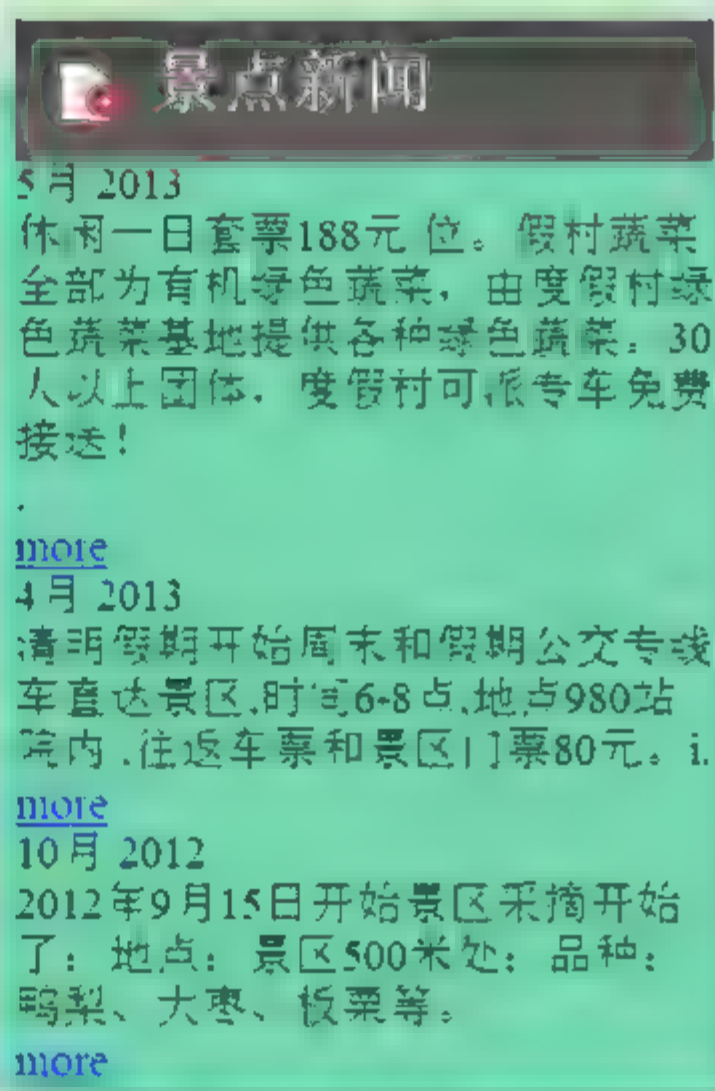 景点新闻
5月 2013
休闲一日套票188元 位。假村蔬菜
全部为有机绿色蔬菜，由度假村绿
色蔬菜基地提供各种绿色蔬菜；30
人以上团体，度假村可派专车免费
接送！
.
more
4月 2013
清明假期开始周末和假期公交专线
车直达景区,时间6-8点,地点980站
院内 ,往返车票和景区门票80元。i.
more
10月 2012
2012年9月15日开始景区采摘开始
了；地点：景区500米处；品种：
鸭梨、大枣、板栗等。
more